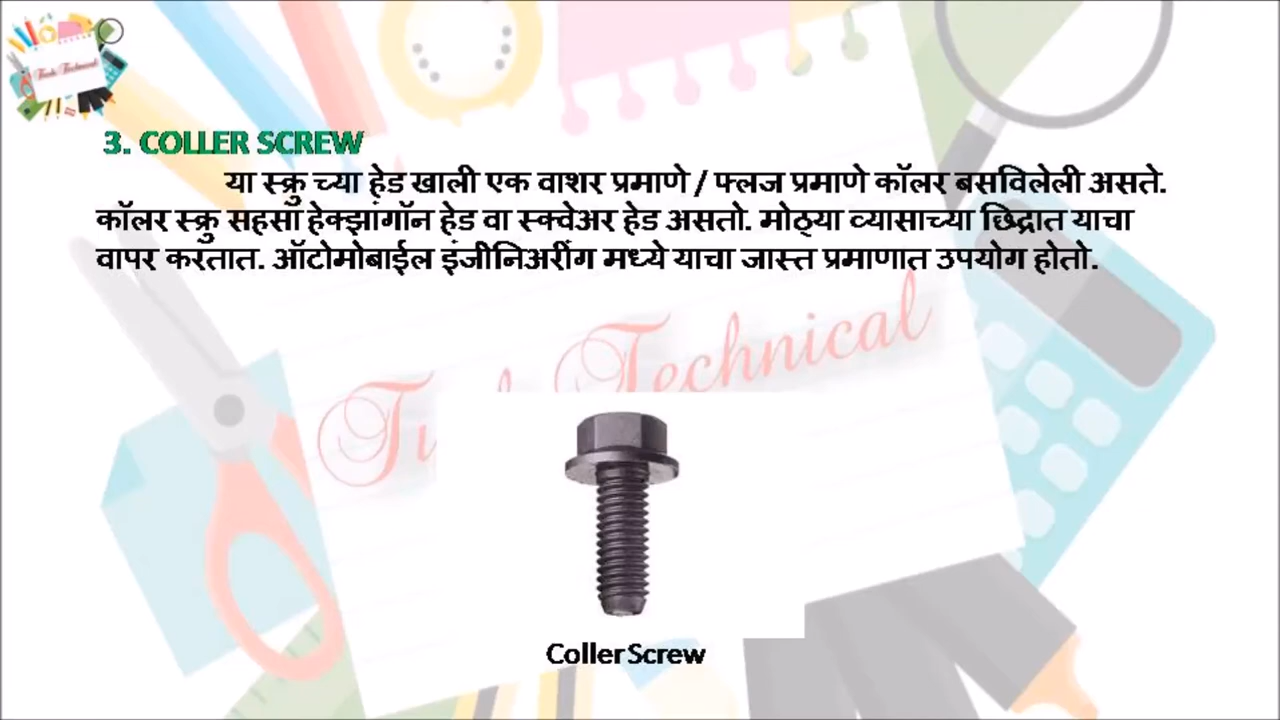 3. COLLER SCREW
या स्क्रु च्या हेड खाली एक वाशर प्रमाणे / फ्लज प्रमाणे कॉलर बसविलेली असते.
कॉलर स्क्रु सहसा हेक्झांगॉन हेड वा स्क्वेअर हेड असतो. मोठ्या व्यासाच्या छिद्रात याचा
वापर करतात. ऑटोमोबाईल इंजीनिअरींग मध्ये याचा जास्त प्रमाणात उपयोग होतो.
Technical
Coller Screw